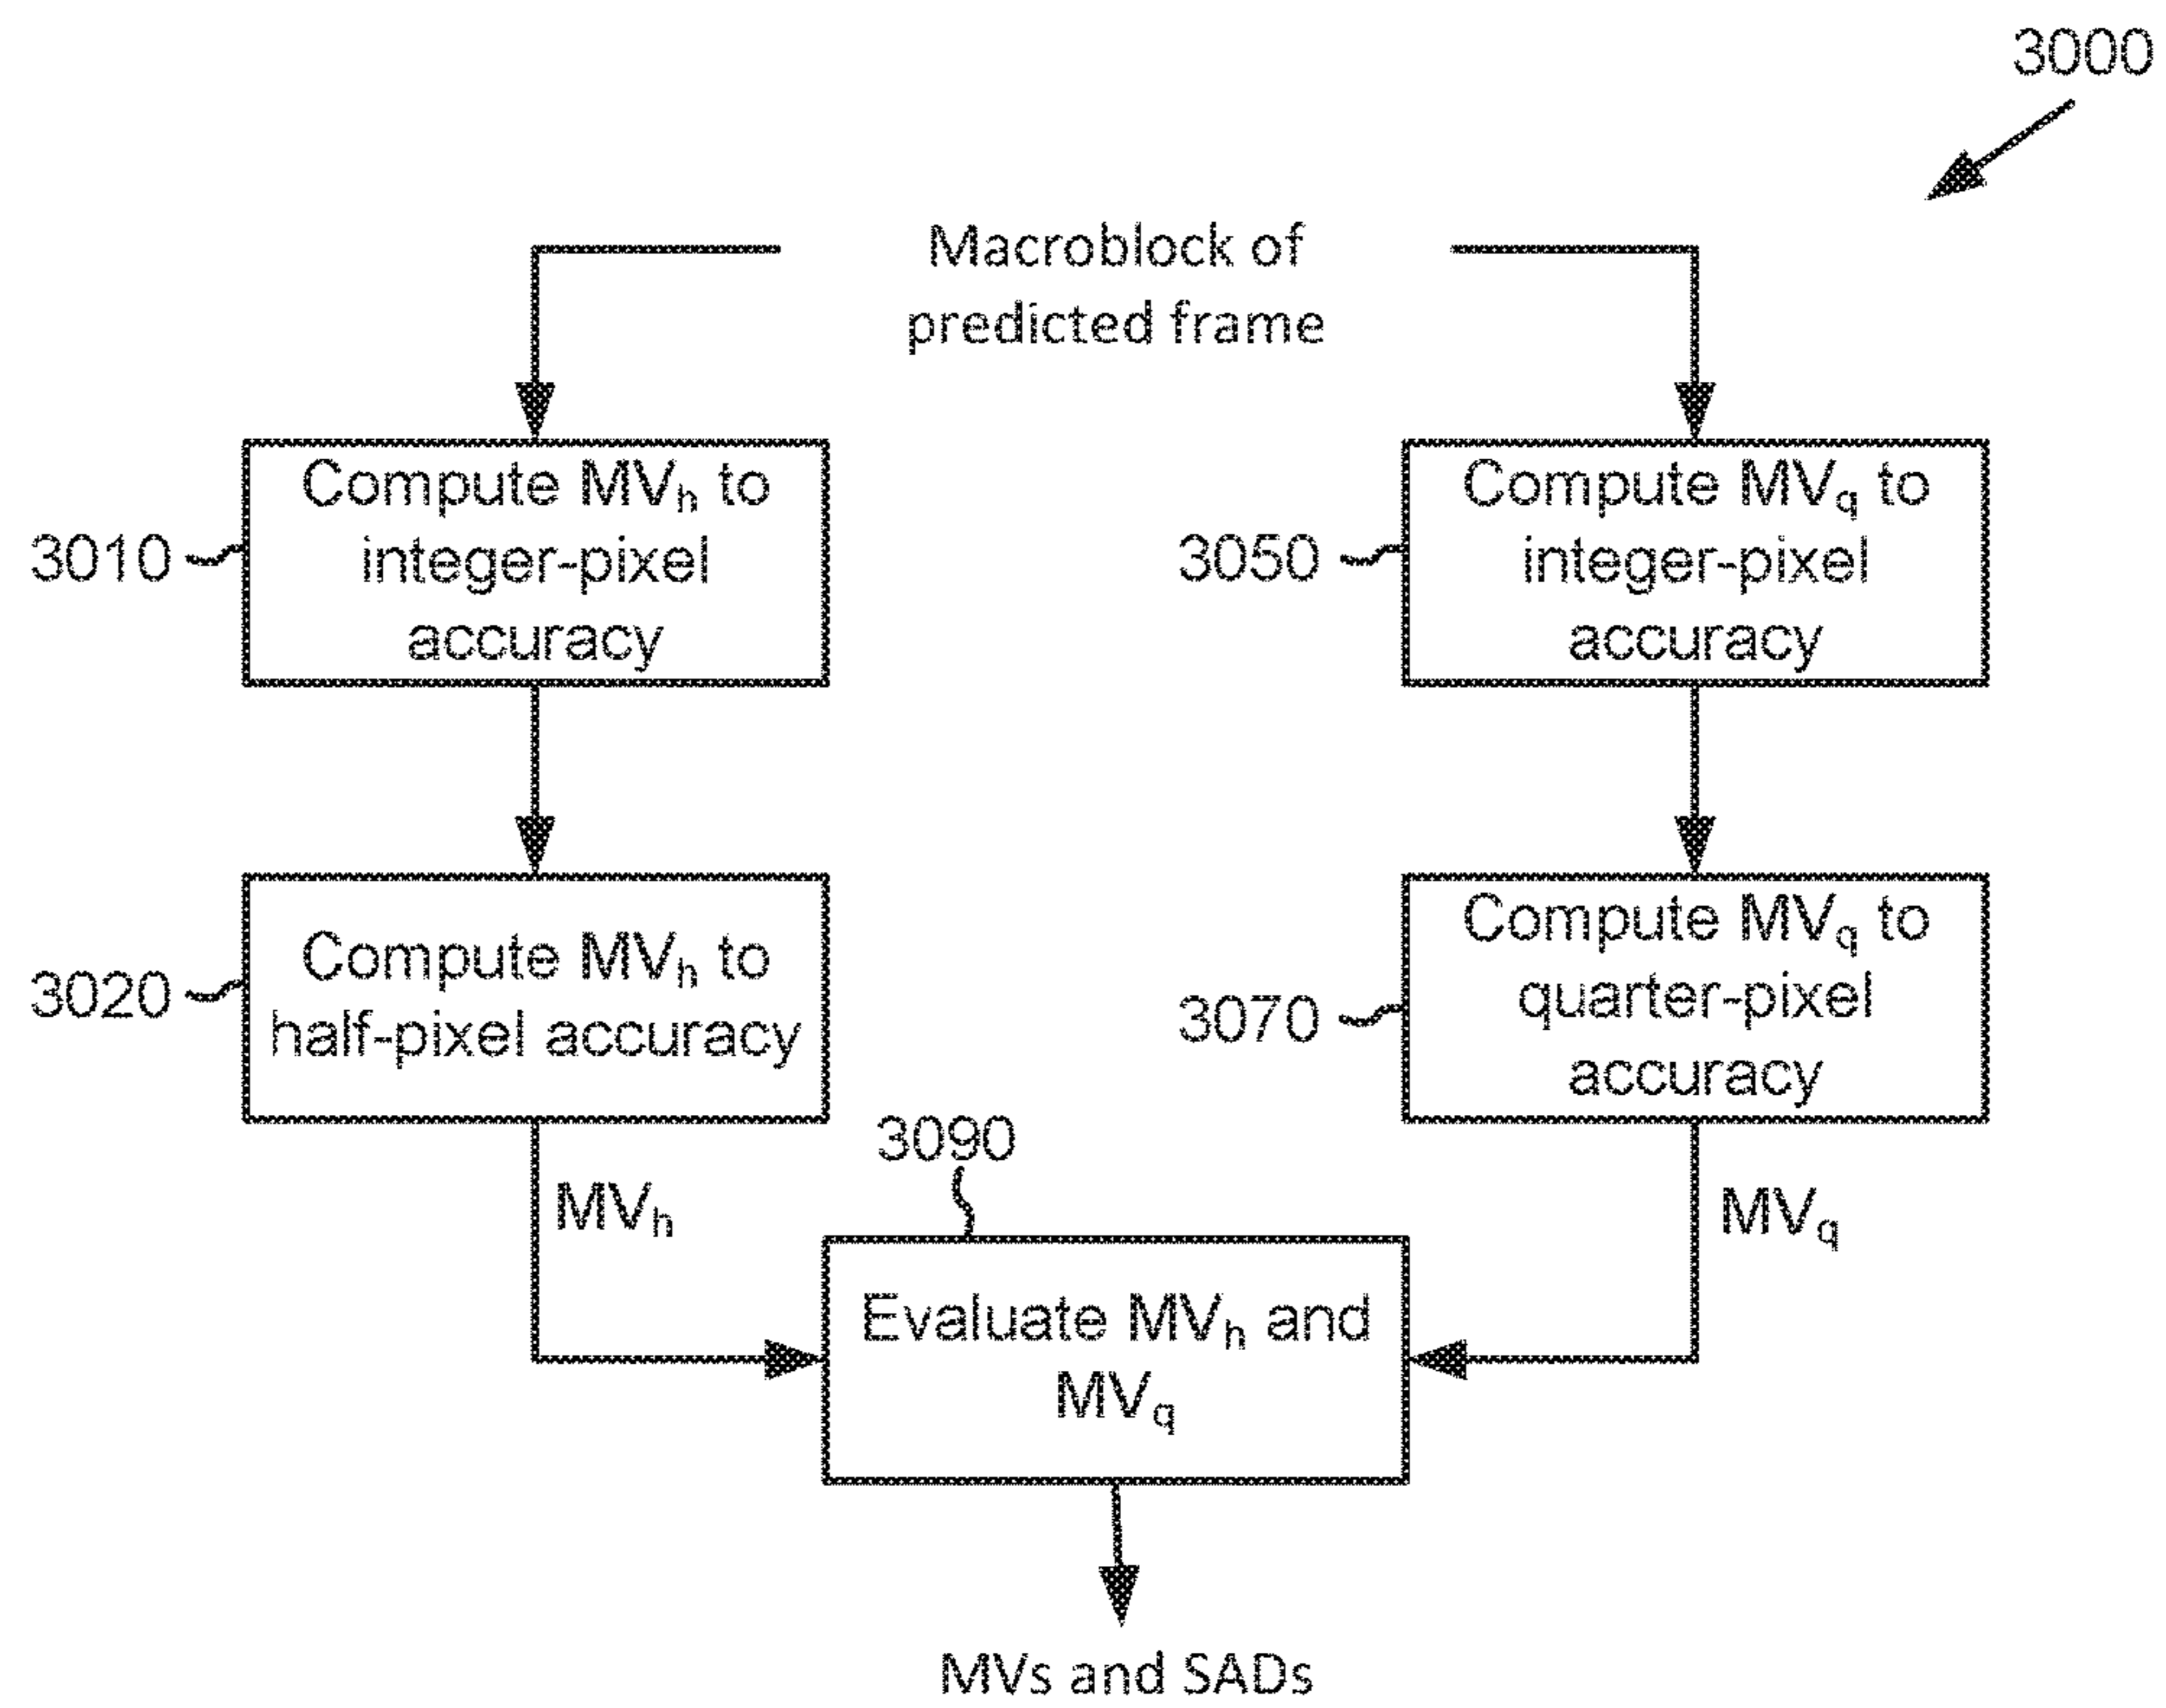 3000
Macroblock of
predicted frame
Compute MVh to
integer-pixel
accuracy
3010
Compute MVq to
integer-pixel
accuracy
3050
Compute MVh to
half-pixel accuracy
3020
Compute MVq to
quarter-pixel
accuracy
3070
3090
MVh
MVq
Evaluate MVh and
MVq
MVs and SADs